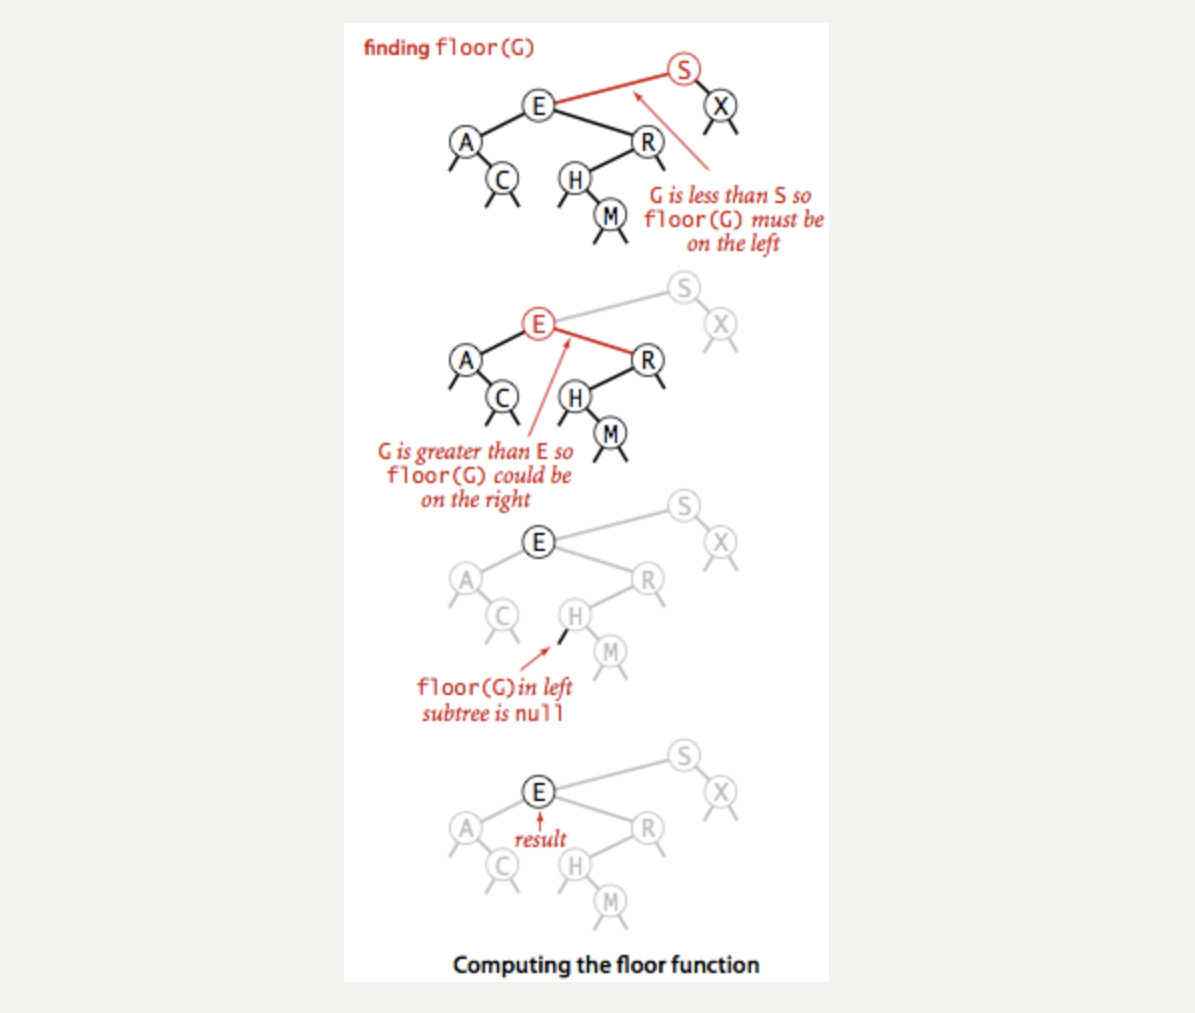 finding floor(G)
S
E
X
A
R
C
H
M
G is less than S so
floor(G) must be
on the left
S
E
X
A
R
C
H
M
G is greater than E so
floor(G) could be
on the right
S
E
X
A
R
C
H
M
floor(G)in left
subtree is null
S
E
X
A
R
result
C
H
M
Computing the floor function